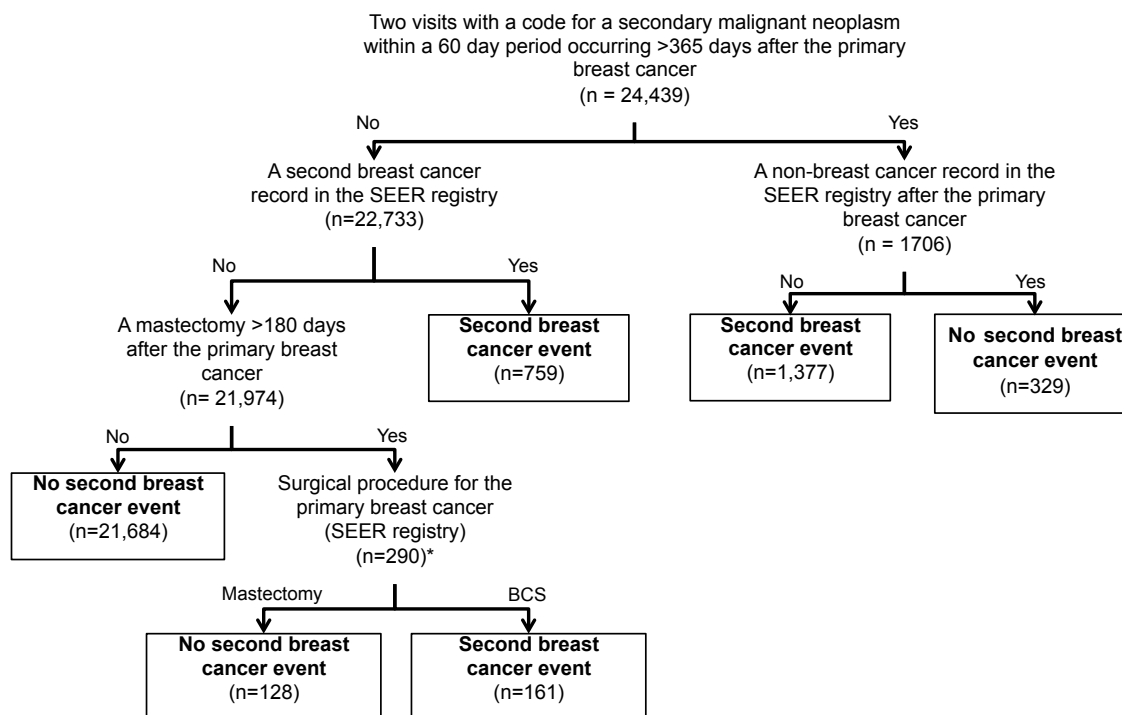 Two visits with a code for a secondary malignant neoplasm
within a 60 day period occurring >365 days after the primary
breast cancer
(n = 24,439)
No
Yes
A second breast cancer
record in the SEER registry
(n=22,733)
A non-breast cancer record in the
SEER registry after the primary
breast cancer
(n = 1706)
No
Yes
No
Yes
A mastectomy >180 days
after the primary breast
cancer
(n= 21,974)
Second breast
cancer event
(n=759)
Second breast
cancer event
(n=1,377)
No second breast
cancer event
(n=329)
No
Yes
No second breast
cancer event
(n=21,684)
Surgical procedure for the
primary breast cancer
(SEER registry)
(n=290)*
Mastectomy
BCS
No second breast
cancer event
(n=128)
Second breast
cancer event
(n=161)